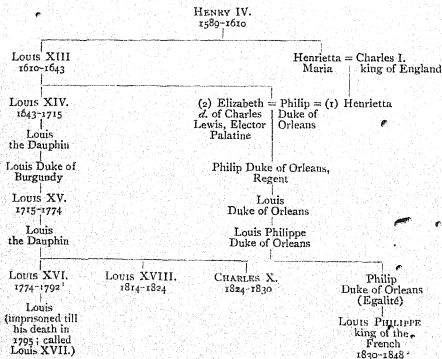 HENRY IV.
1589-1610
LOUIS XIII
1610-1643
Henrietta = Charles I.
Maria king of England
LOUIS XIV.
1643-1715
(2) Elizabeth = Philip = (1) Henrietta
d. of Charles Duke of
Lewis, Elector Orleans
Palatine
Louis
the Dauphin
Louis Duke of
Burgundy
Philip Duke of Orleans,
Regent
LOUIS XV.
1715-1774
Louis
Duke of Orleans
Louis
the Dauphin
Louis Philippe
Duke of Orleans
LOUIS XVI.
1774-1792
LOUIS XVIII.
1814-1824
CHARLES X.
1824-1830
Philip
Duke of Orleans
(Egalité)
Louis
(imprisoned till
his death in
1795; called
Louis XVII.)
LOUIS PHILIPPE
king of the
French
1830-1848